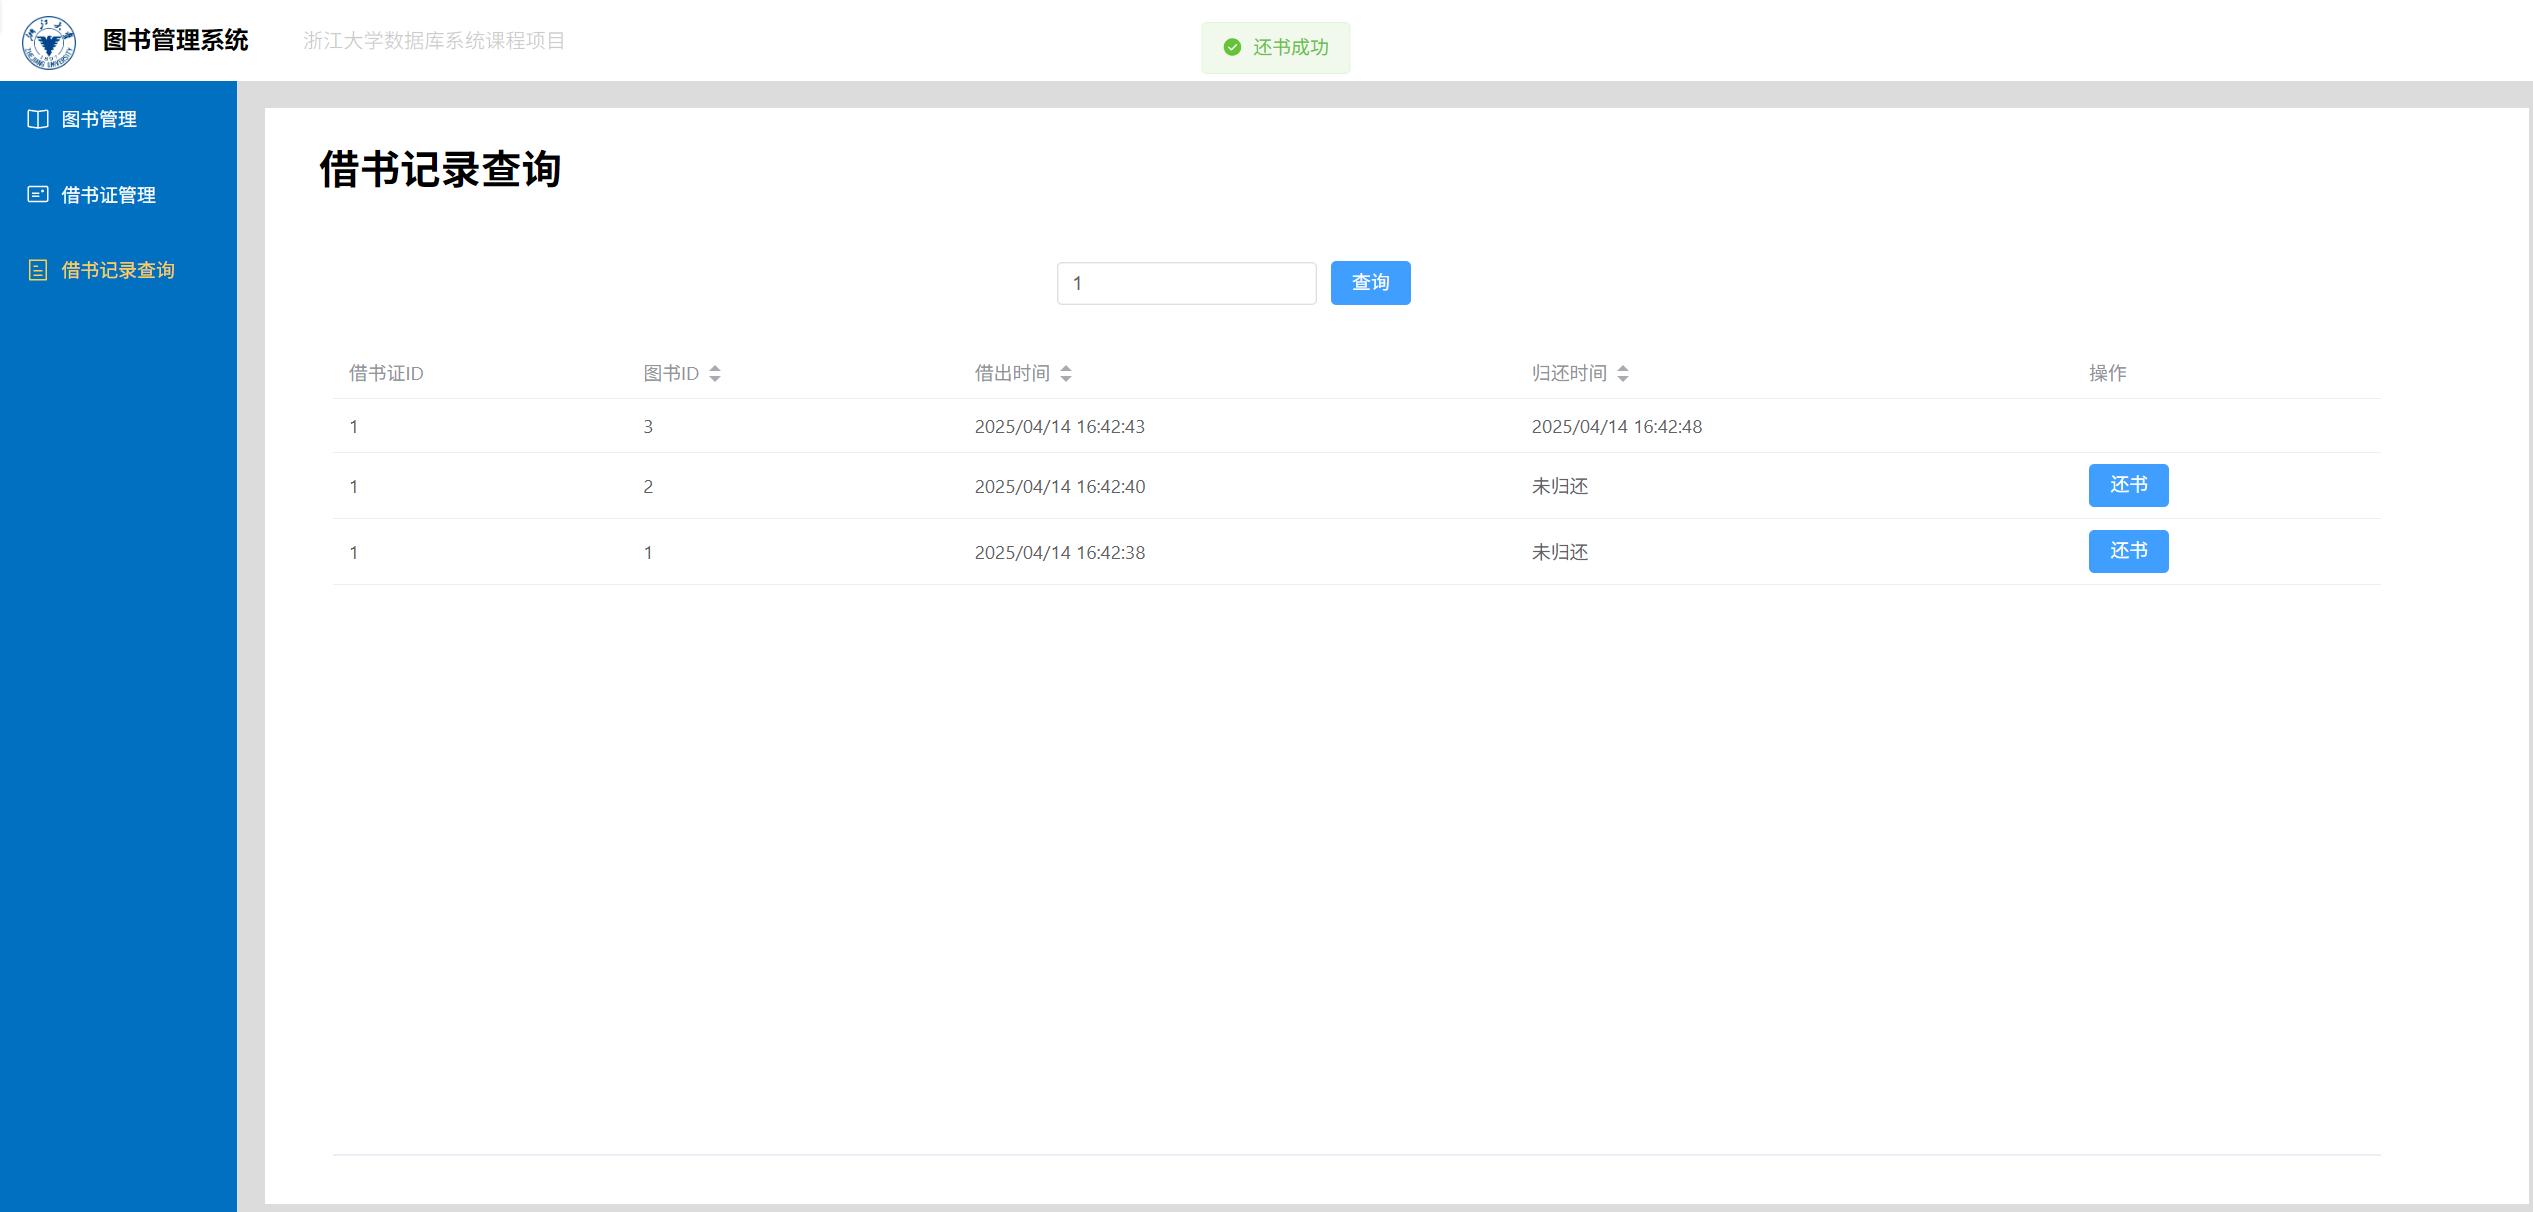 图书管理系统
浙江大学数据库系统课程项目
还书成功
图书管理
借书证管理
借书记录查询
借书记录查询
1
查询
借书证ID 图书ID 借出时间 归还时间 操作
1 3 2025/04/14 16:42:43 2025/04/14 16:42:48
1 2 2025/04/14 16:42:40 未归还 还书
1 1 2025/04/14 16:42:38 未归还 还书